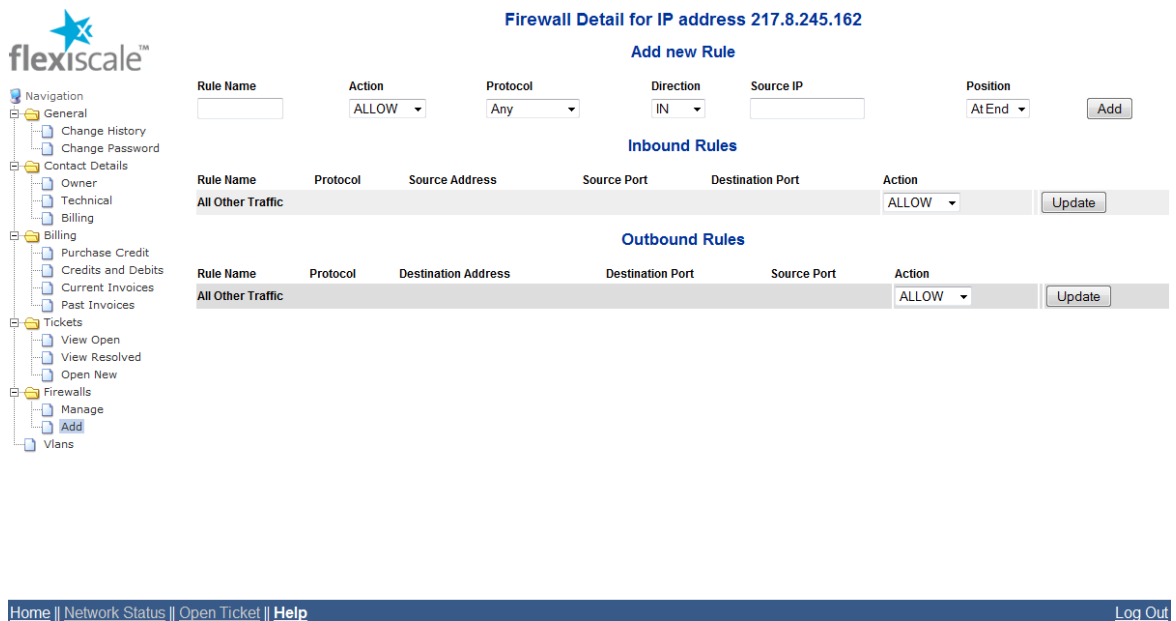 flexiscale™
Firewall Detail for IP address 217.8.245.162
Add new Rule
Rule Name Action Protocol Direction Source IP Position
ALLOW Any IN At End Add
Inbound Rules
Rule Name Protocol Source Address Source Port Destination Port Action
All Other Traffic ALLOW Update
Outbound Rules
Rule Name Protocol Destination Address Destination Port Source Port Action
All Other Traffic ALLOW Update
Navigation
General
Change History
Change Password
Contact Details
Owner
Technical
Billing
Billing
Purchase Credit
Credits and Debits
Current Invoices
Past Invoices
Tickets
View Open
View Resolved
Open New
Firewalls
Manage
Add
Vlans
Home || Network Status || Open Ticket || Help Log Out